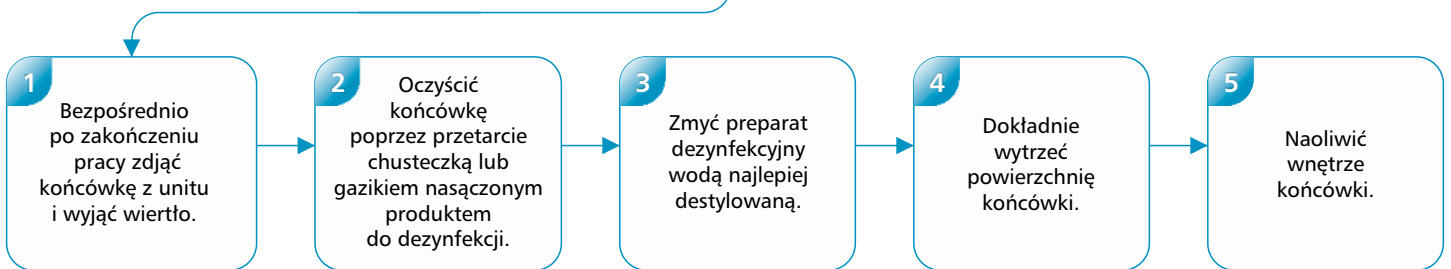 1
Bezpośrednio
po zakończeniu
pracy zdjąć
końcówkę z unitu
i wyjąć wiertło.
2
Oczyścić
końcówkę
poprzez przetarcie
chusteczką lub
gazikiem nasączonym
produktem
do dezynfekcji.
3
Zmyć preparat
dezynfekcyjny
wodą najlepiej
destylowaną.
4
Dokładnie
wytrzeć
powierzchnię
końcówki.
5
Naoliwić
wnętrze
końcówki.